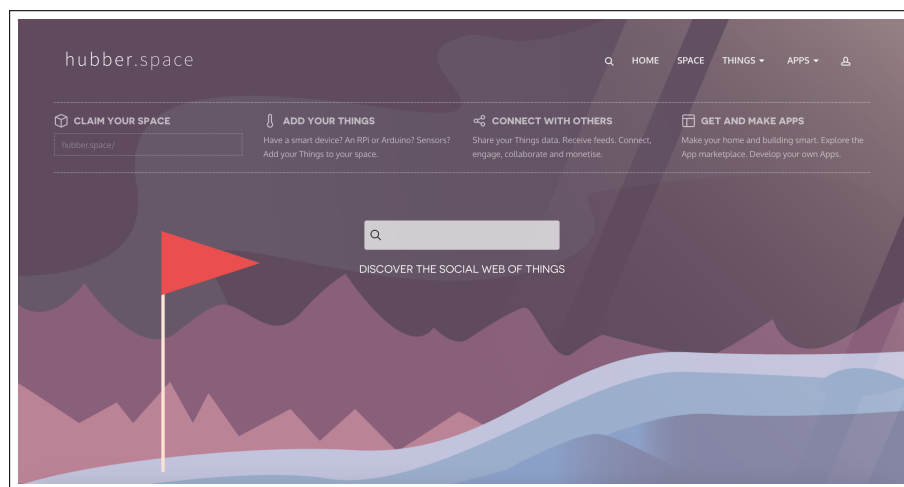 hubber.space
HOME SPACE THINGS APPS
CLAIM YOUR SPACE
hubber.space/
ADD YOUR THINGS
Have a smart device? An RPi or Arduino? Sensors?
Add your Things to your space.
CONNECT WITH OTHERS
Share your Things data. Receive feeds. Connect,
engage, collaborate and monetise.
GET AND MAKE APPS
Make your home and building smart. Explore the
App marketplace. Develop your own Apps.
DISCOVER THE SOCIAL WEB OF THINGS